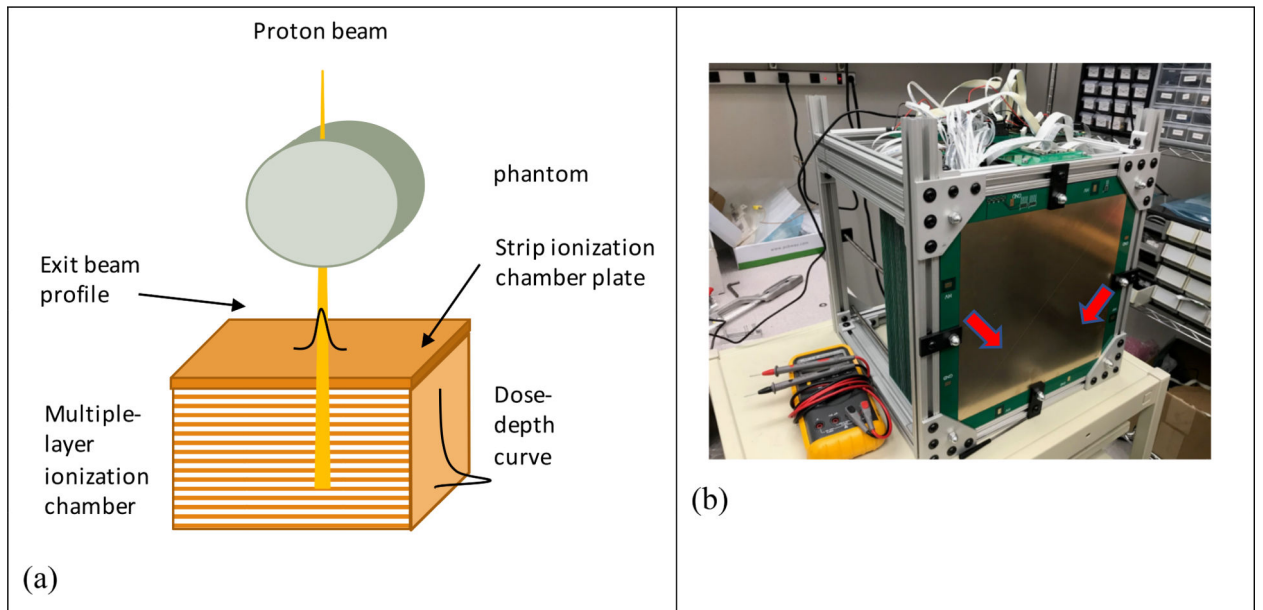 Proton beam
phantom
Strip ionization
chamber plate
Exit beam
profile
Multiple-
layer
ionization
chamber
Dose-
depth
curve
(a)
(b)